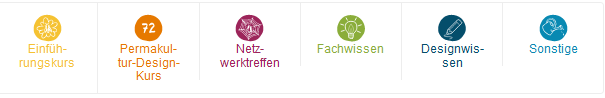 72
Einfüh-
rungskurs
Permakul-
tur-Design-
Kurs
Netz-
werktreffen
Fachwissen
Designwis-
sen
Sonstige